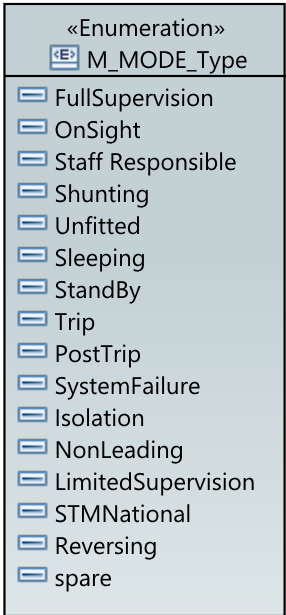 «Enumeration»
<E> M_MODE_Type
FullSupervision
OnSight
Staff Responsible
Shunting
Unfitted
Sleeping
StandBy
Trip
PostTrip
SystemFailure
Isolation
NonLeading
LimitedSupervision
STMNational
Reversing
spare